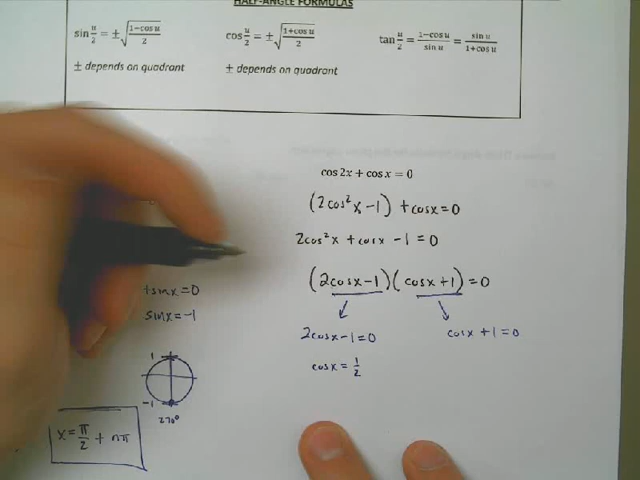 HALF-ANGLE FORMULAS
sin u/2 = ±√((1−cos u)/2)
cos u/2 = ±√((1+cos u)/2)
tan u/2 = (1−cos u)/(sin u) = (sin u)/(1+cos u)
± depends on quadrant
± depends on quadrant
cos 2x + cos x = 0
(2cos²x −1) + cosx = 0
2cos²x + cosx −1 = 0
(2cosx −1)(cosx +1) = 0
2cosx −1 = 0
cosx +1 = 0
cosx = 1/2
sinx = 0
sinx = −1
1
−1
270°
x = π/2 + nπ